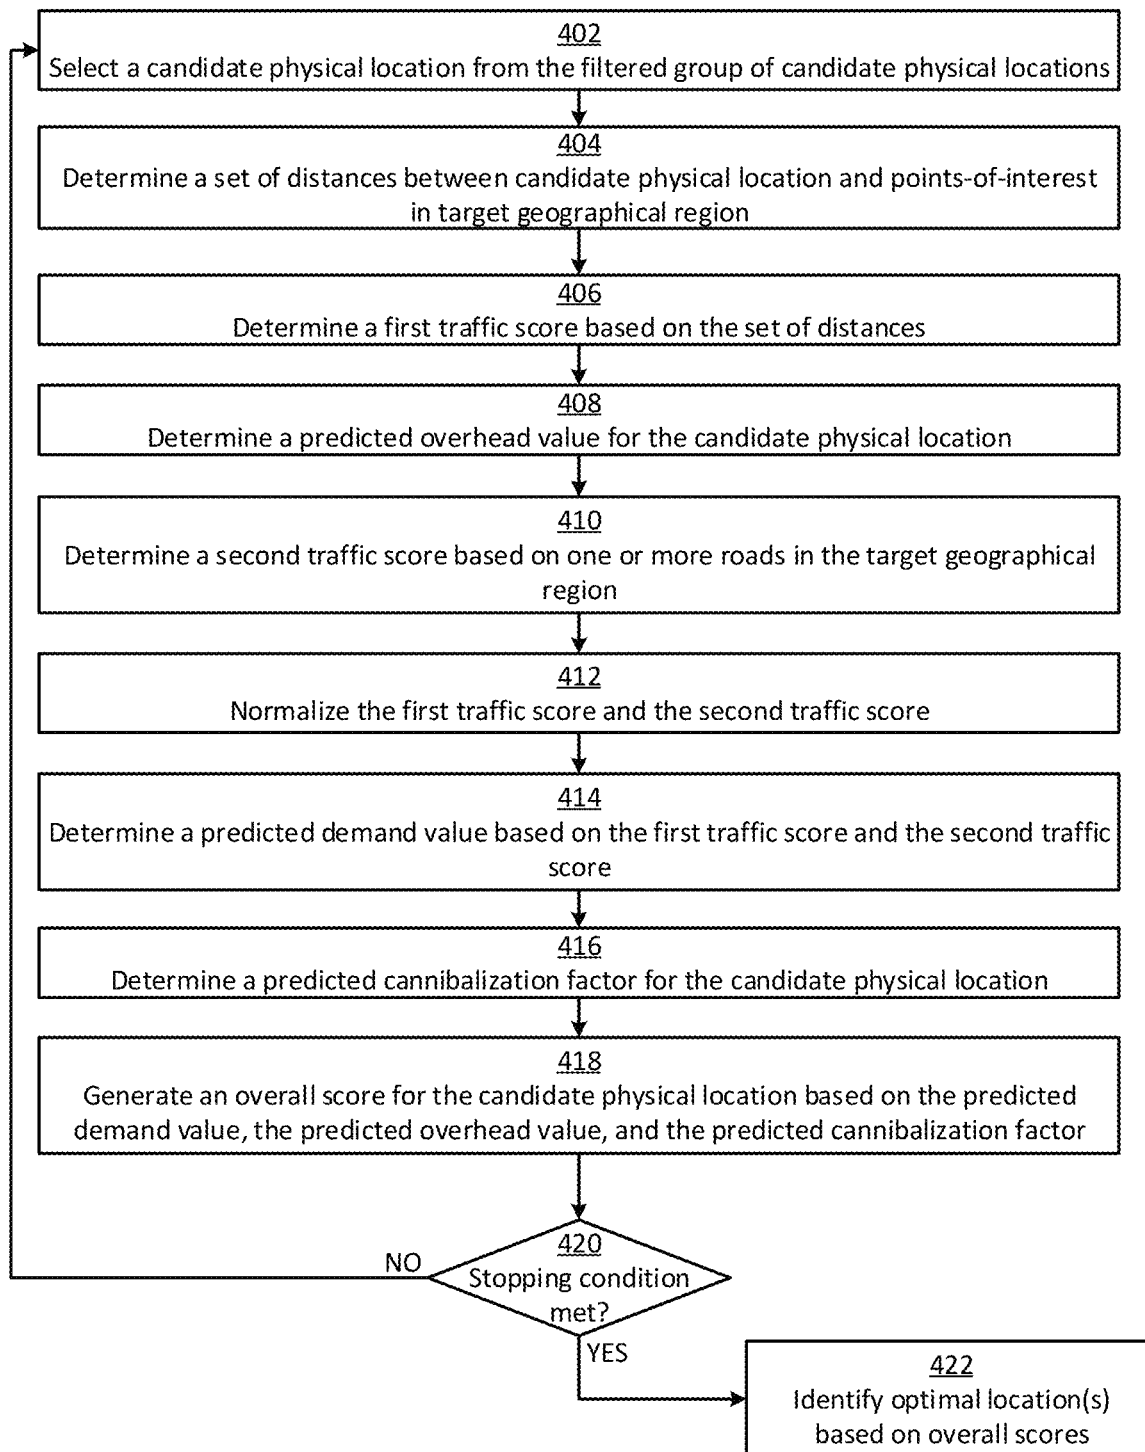 402
Select a candidate physical location from the filtered group of candidate physical locations
404
Determine a set of distances between candidate physical location and points-of-interest
in target geographical region
406
Determine a first traffic score based on the set of distances
408
Determine a predicted overhead value for the candidate physical location
410
Determine a second traffic score based on one or more roads in the target geographical
region
412
Normalize the first traffic score and the second traffic score
414
Determine a predicted demand value based on the first traffic score and the second traffic
score
416
Determine a predicted cannibalization factor for the candidate physical location
418
Generate an overall score for the candidate physical location based on the predicted
demand value, the predicted overhead value, and the predicted cannibalization factor
420
NO
Stopping condition
met?
YES
422
Identify optimal location(s)
based on overall scores